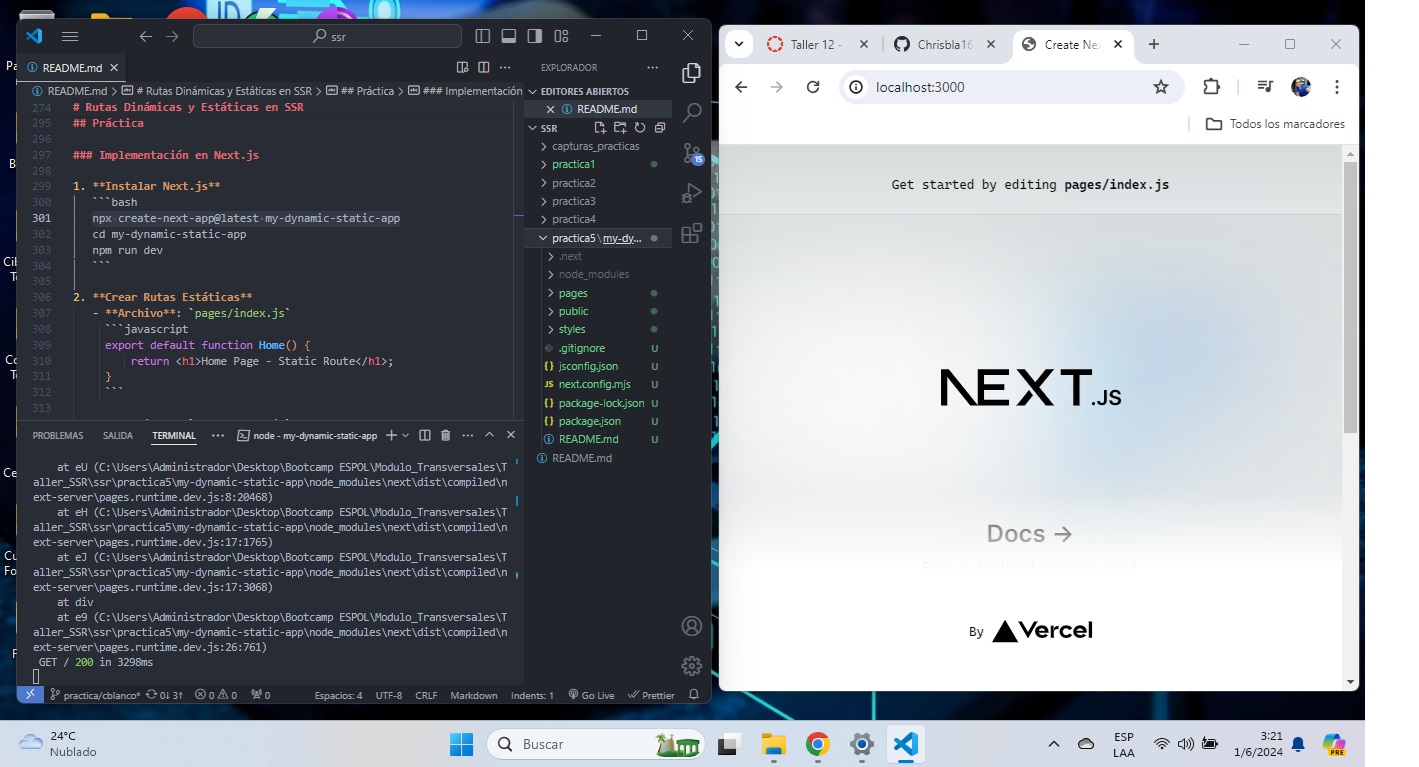 ssr
README.md
README.md > # Rutas Dinámicas y Estáticas en SSR > ## Práctica > ### Implementación
274 # Rutas Dinámicas y Estáticas en SSR
295 ## Práctica
296
297 ### Implementación en Next.js
298
299 1. **Instalar Next.js**
300 ```bash
301 npx create-next-app@latest my-dynamic-static-app
302 cd my-dynamic-static-app
303 npm run dev
304 ```
305
306 2. **Crear Rutas Estáticas**
307 - **Archivo**: `pages/index.js`
308 ```javascript
309 export default function Home() {
310 return <h1>Home Page - Static Route</h1>;
311 }
312 ```
313
PROBLEMAS SALIDA TERMINAL ··· node - my-dynamic-static-app
at eU (C:\Users\Administrador\Desktop\Bootcamp ESPOL\Modulo_Transversales\T
aller_SSR\ssr\practica5\my-dynamic-static-app\node_modules\next\dist\compiled\n
ext-server\pages.runtime.dev.js:8:20468)
at eH (C:\Users\Administrador\Desktop\Bootcamp ESPOL\Modulo_Transversales\T
aller_SSR\ssr\practica5\my-dynamic-static-app\node_modules\next\dist\compiled\n
ext-server\pages.runtime.dev.js:17:1765)
at eJ (C:\Users\Administrador\Desktop\Bootcamp ESPOL\Modulo_Transversales\T
aller_SSR\ssr\practica5\my-dynamic-static-app\node_modules\next\dist\compiled\n
ext-server\pages.runtime.dev.js:17:3068)
at div
at e9 (C:\Users\Administrador\Desktop\Bootcamp ESPOL\Modulo_Transversales\T
aller_SSR\ssr\practica5\my-dynamic-static-app\node_modules\next\dist\compiled\n
ext-server\pages.runtime.dev.js:26:761)
GET / 200 in 3298ms
EXPLORADOR ···
EDITORES ABIERTOS
README.md
SSR
capturas_practicas
practica1
practica2
practica3
practica4
practica5\my-dy...
.next
node_modules
pages
public
styles
.gitignore U
jsconfig.json U
next.config.mjs U
package-lock.json U
package.json U
README.md U
README.md
15
practica/cblanco* 0↓ 3↑ 0 0 0 Espacios: 4 UTF-8 CRLF Markdown Indents: 1 Go Live Prettier
Taller 12 - Chrisbla16 Create Ne
localhost:3000
Todos los marcadores
Get started by editing pages/index.js
NEXT.JS
Docs →
By Vercel
24°C
Nublado
Buscar
ESP
LAA
3:21
1/6/2024
PRE